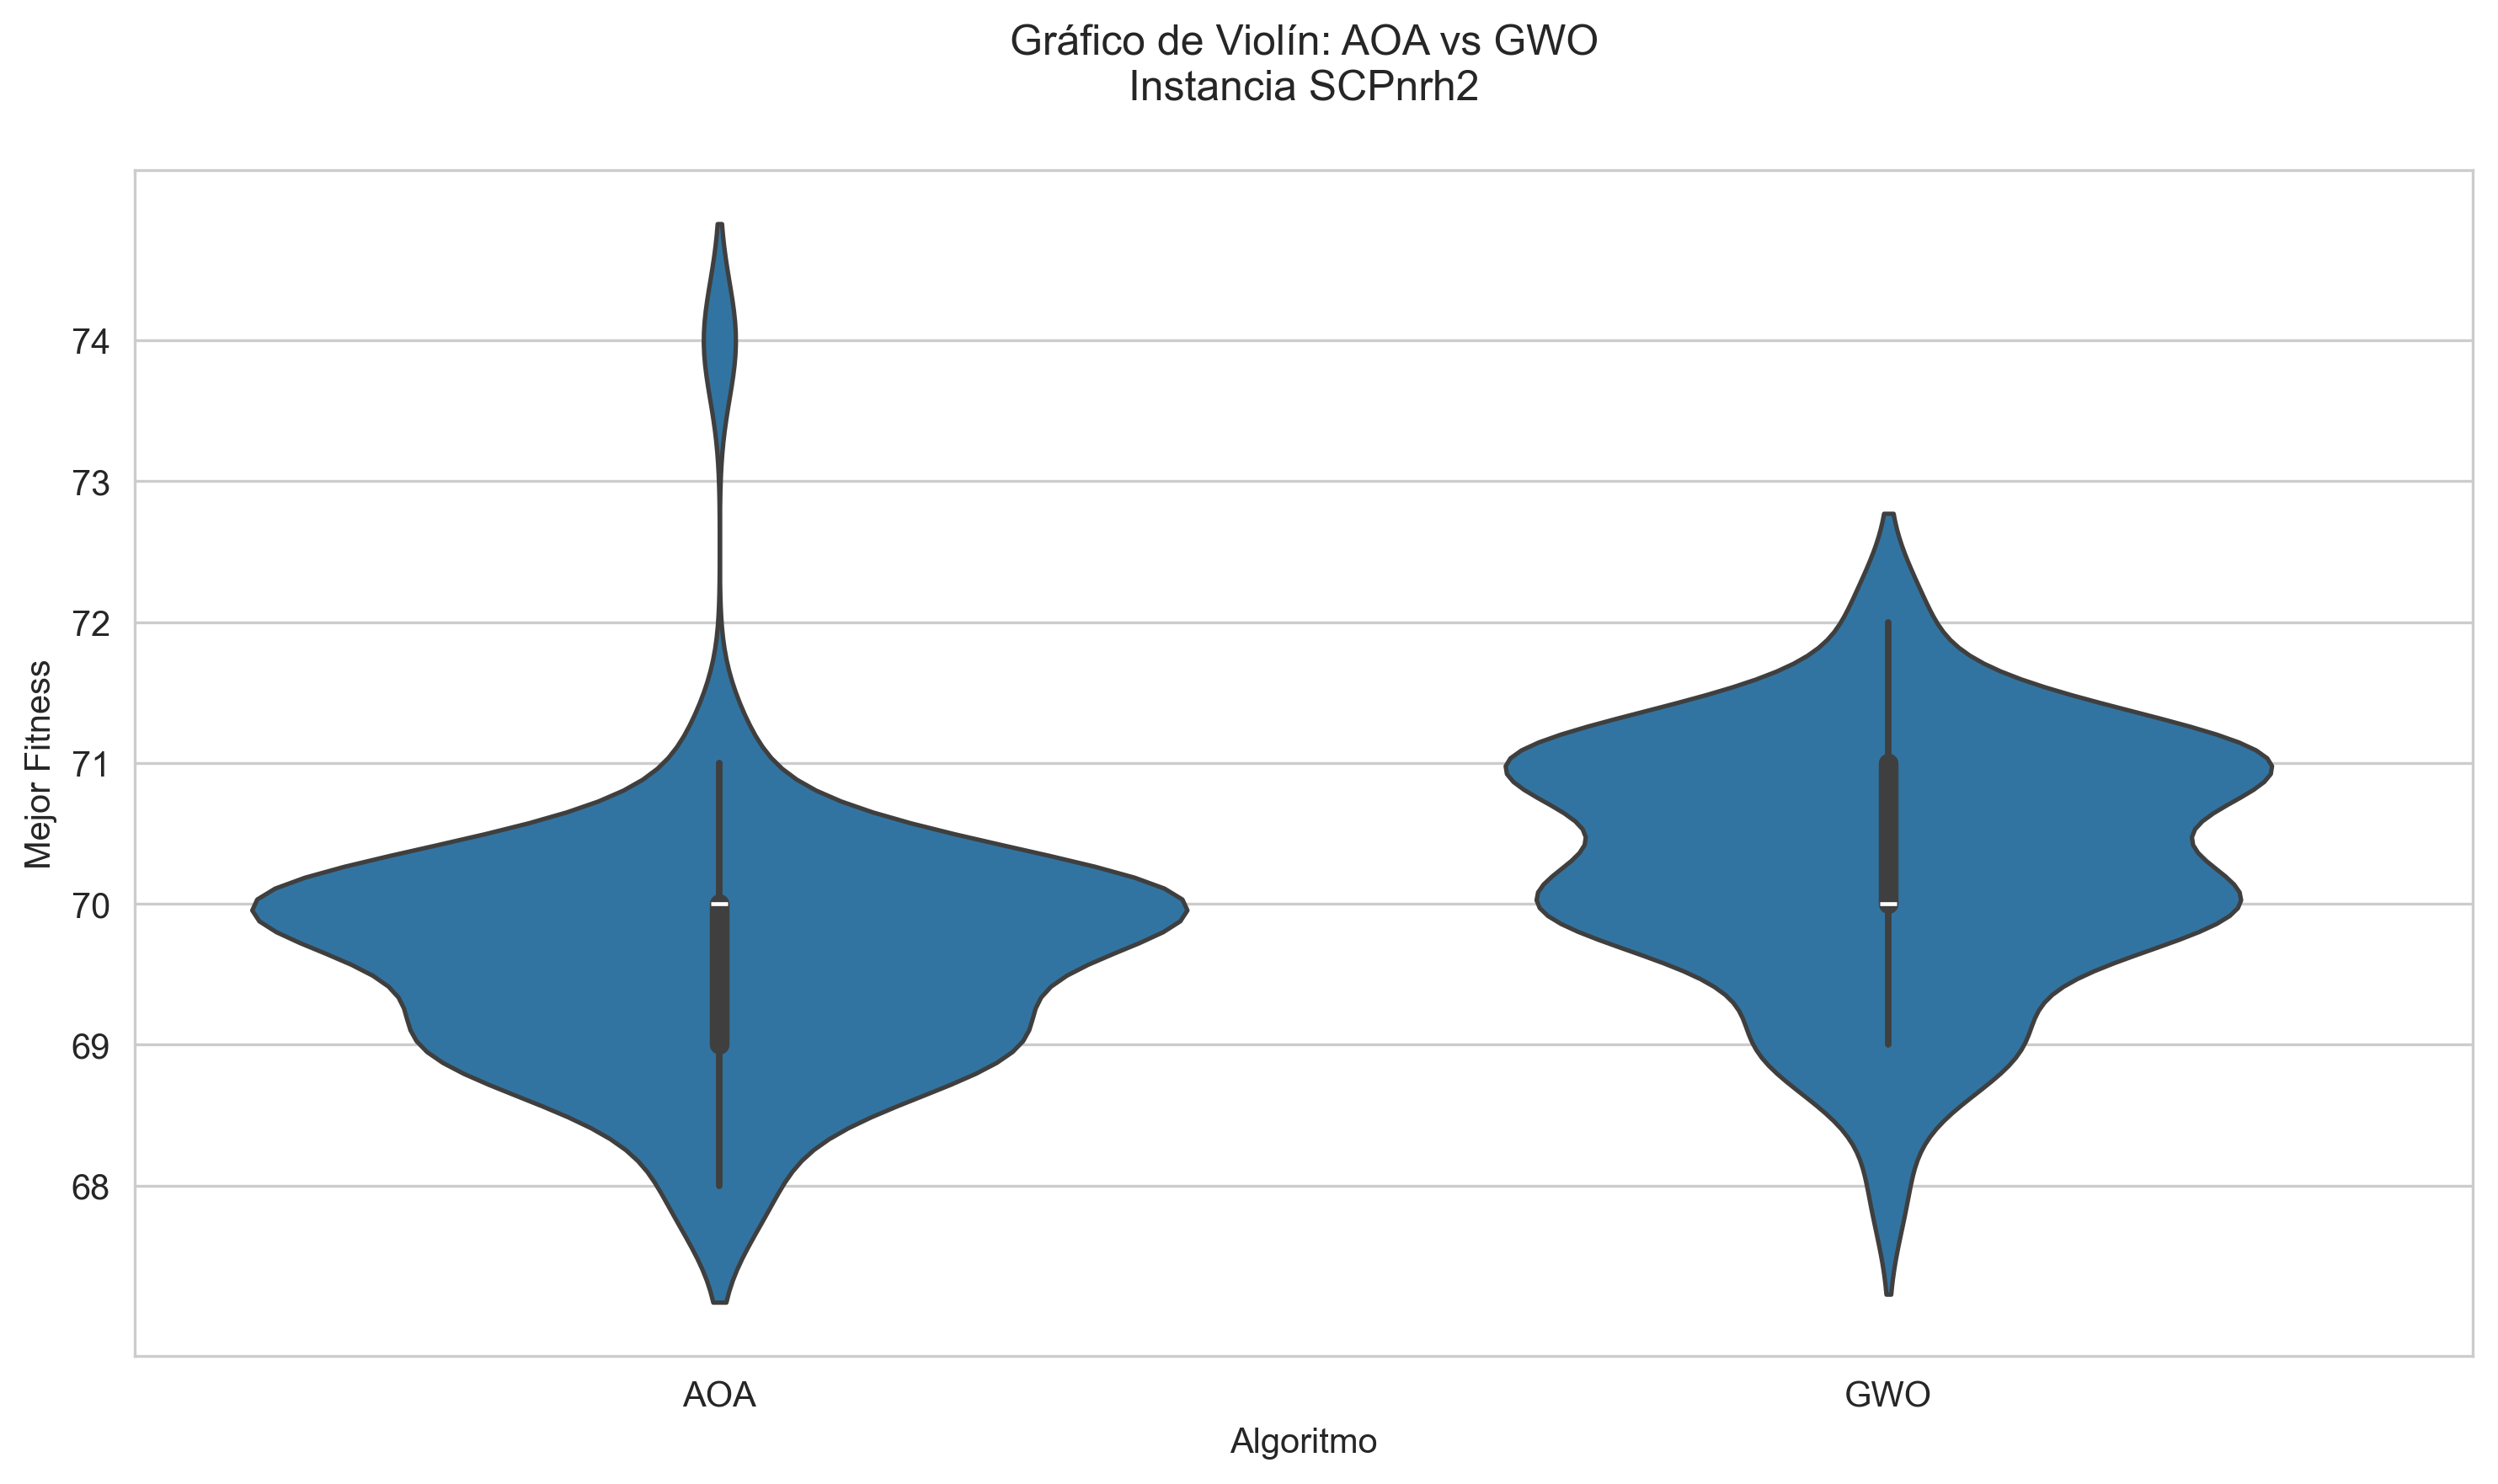 Gráfico de Violín: AOA vs GWO
Instancia SCPnrh2
Mejor Fitness
74
73
72
71
70
69
68
AOA
GWO
Algoritmo